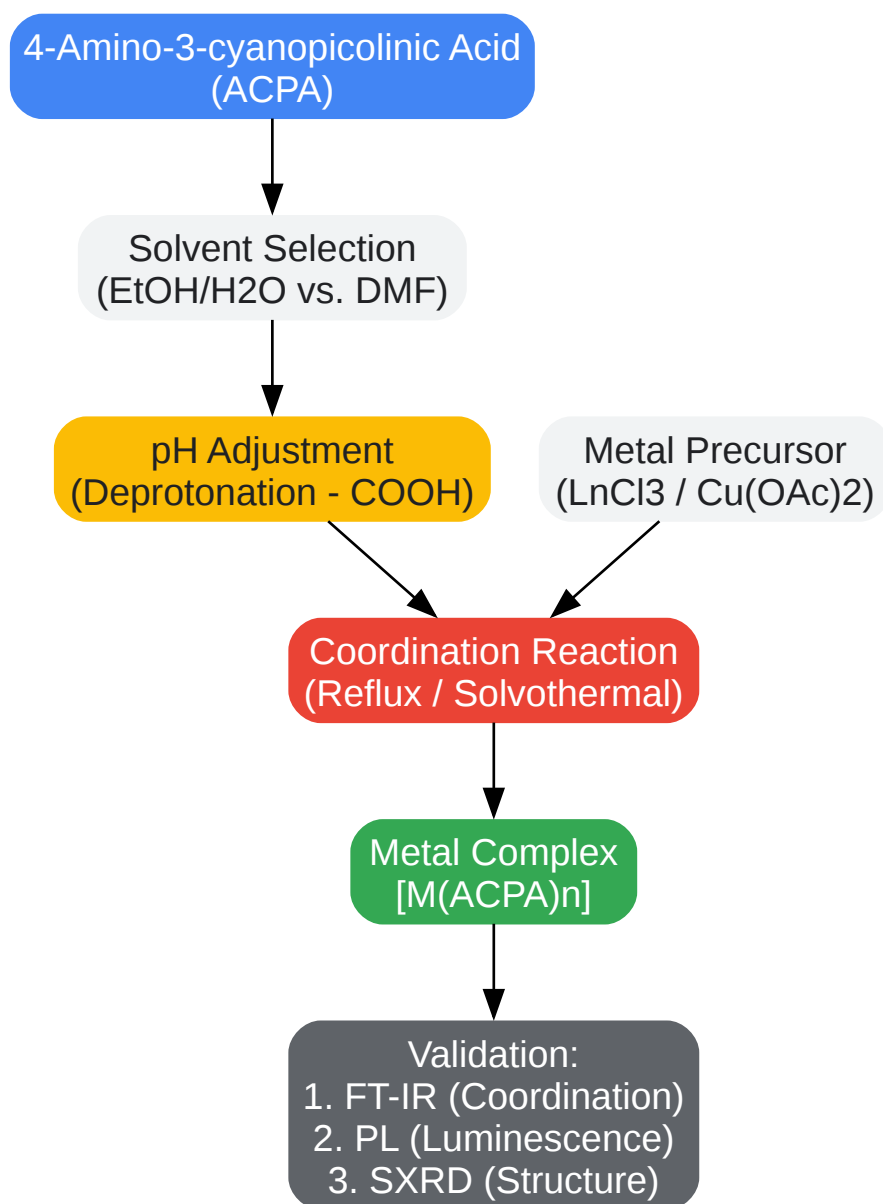 4-Amino-3-cyanopicolinic Acid
(ACPA)
Solvent Selection
(EtOH/H2O vs. DMF)
pH Adjustment
(Deprotonation - COOH)
Metal Precursor
(LnCl3 / Cu(OAc)2)
Coordination Reaction
(Reflux / Solvothermal)
Metal Complex
[M(ACPA)n]
Validation:
1. FT-IR (Coordination)
2. PL (Luminescence)
3. SXRD (Structure)